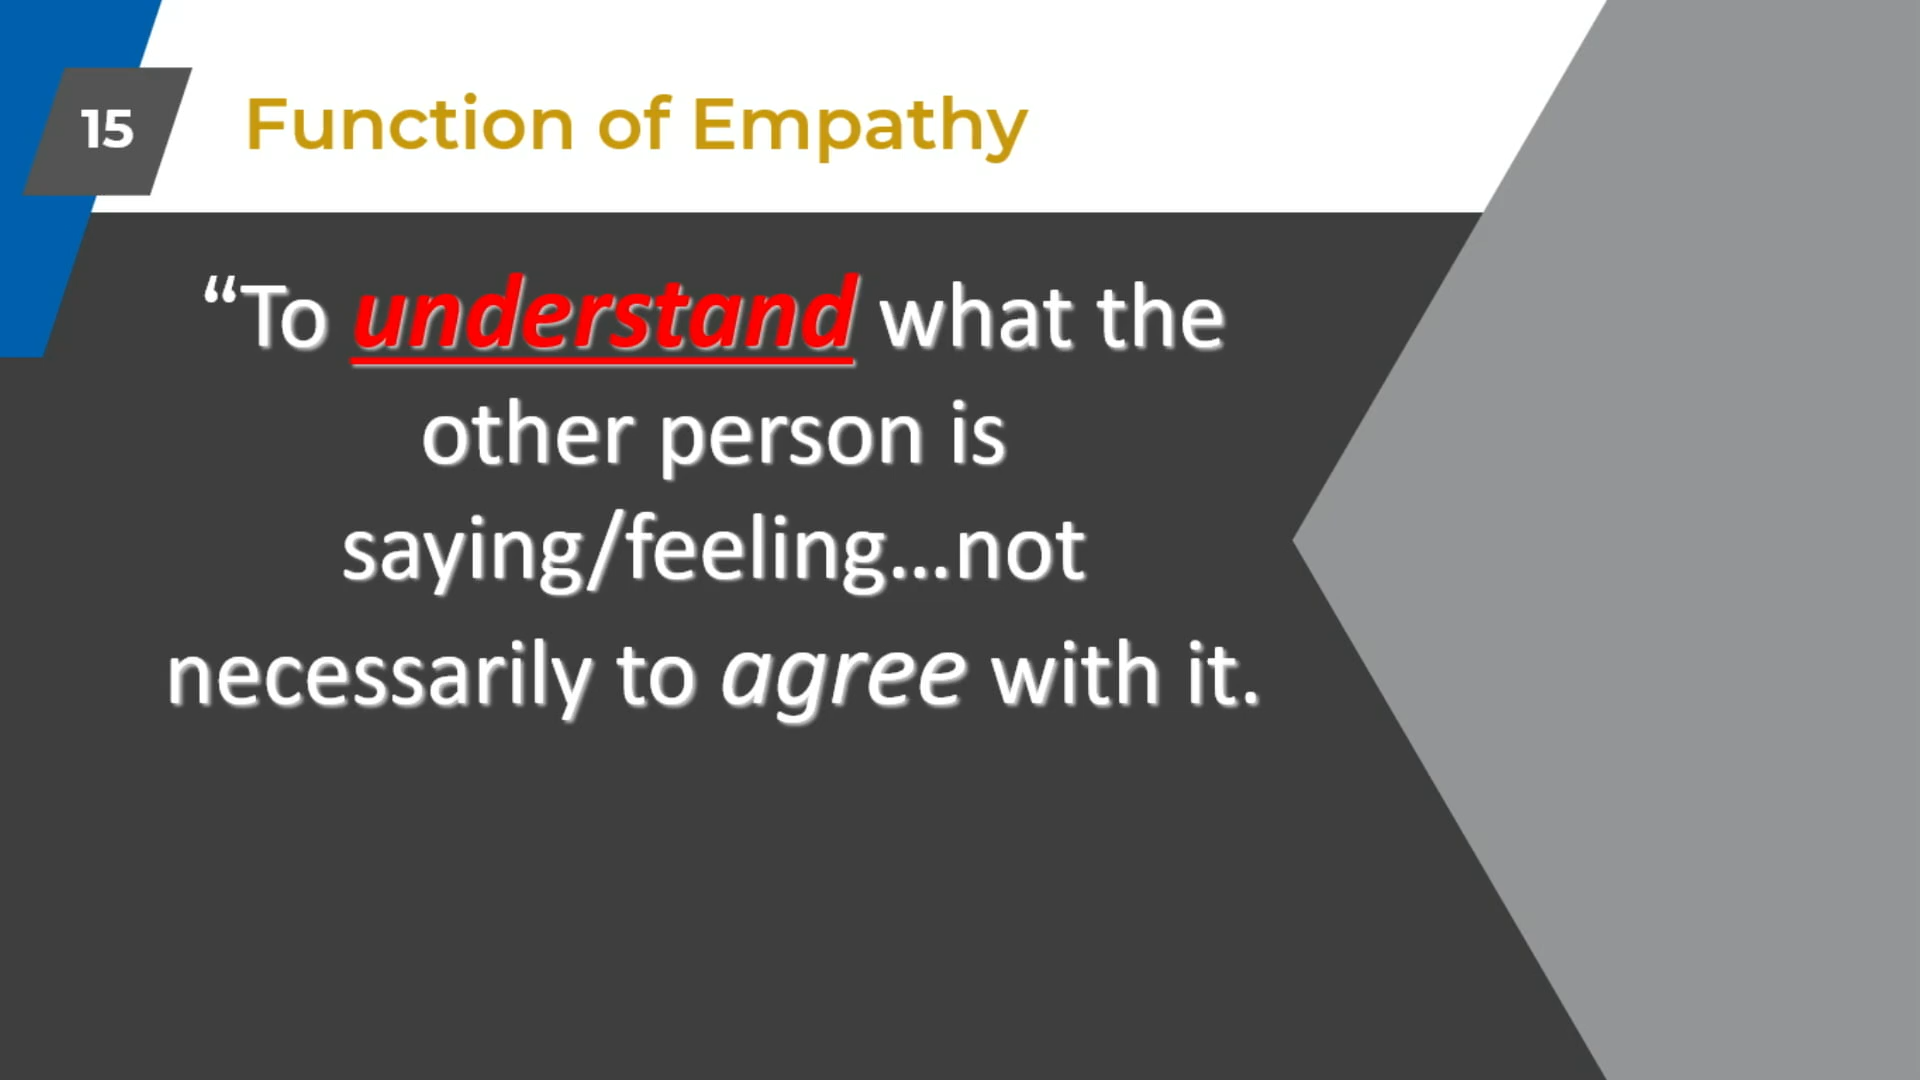 15
Function of Empathy
“To understand what the
other person is
saying/feeling...not
necessarily to agree with it.